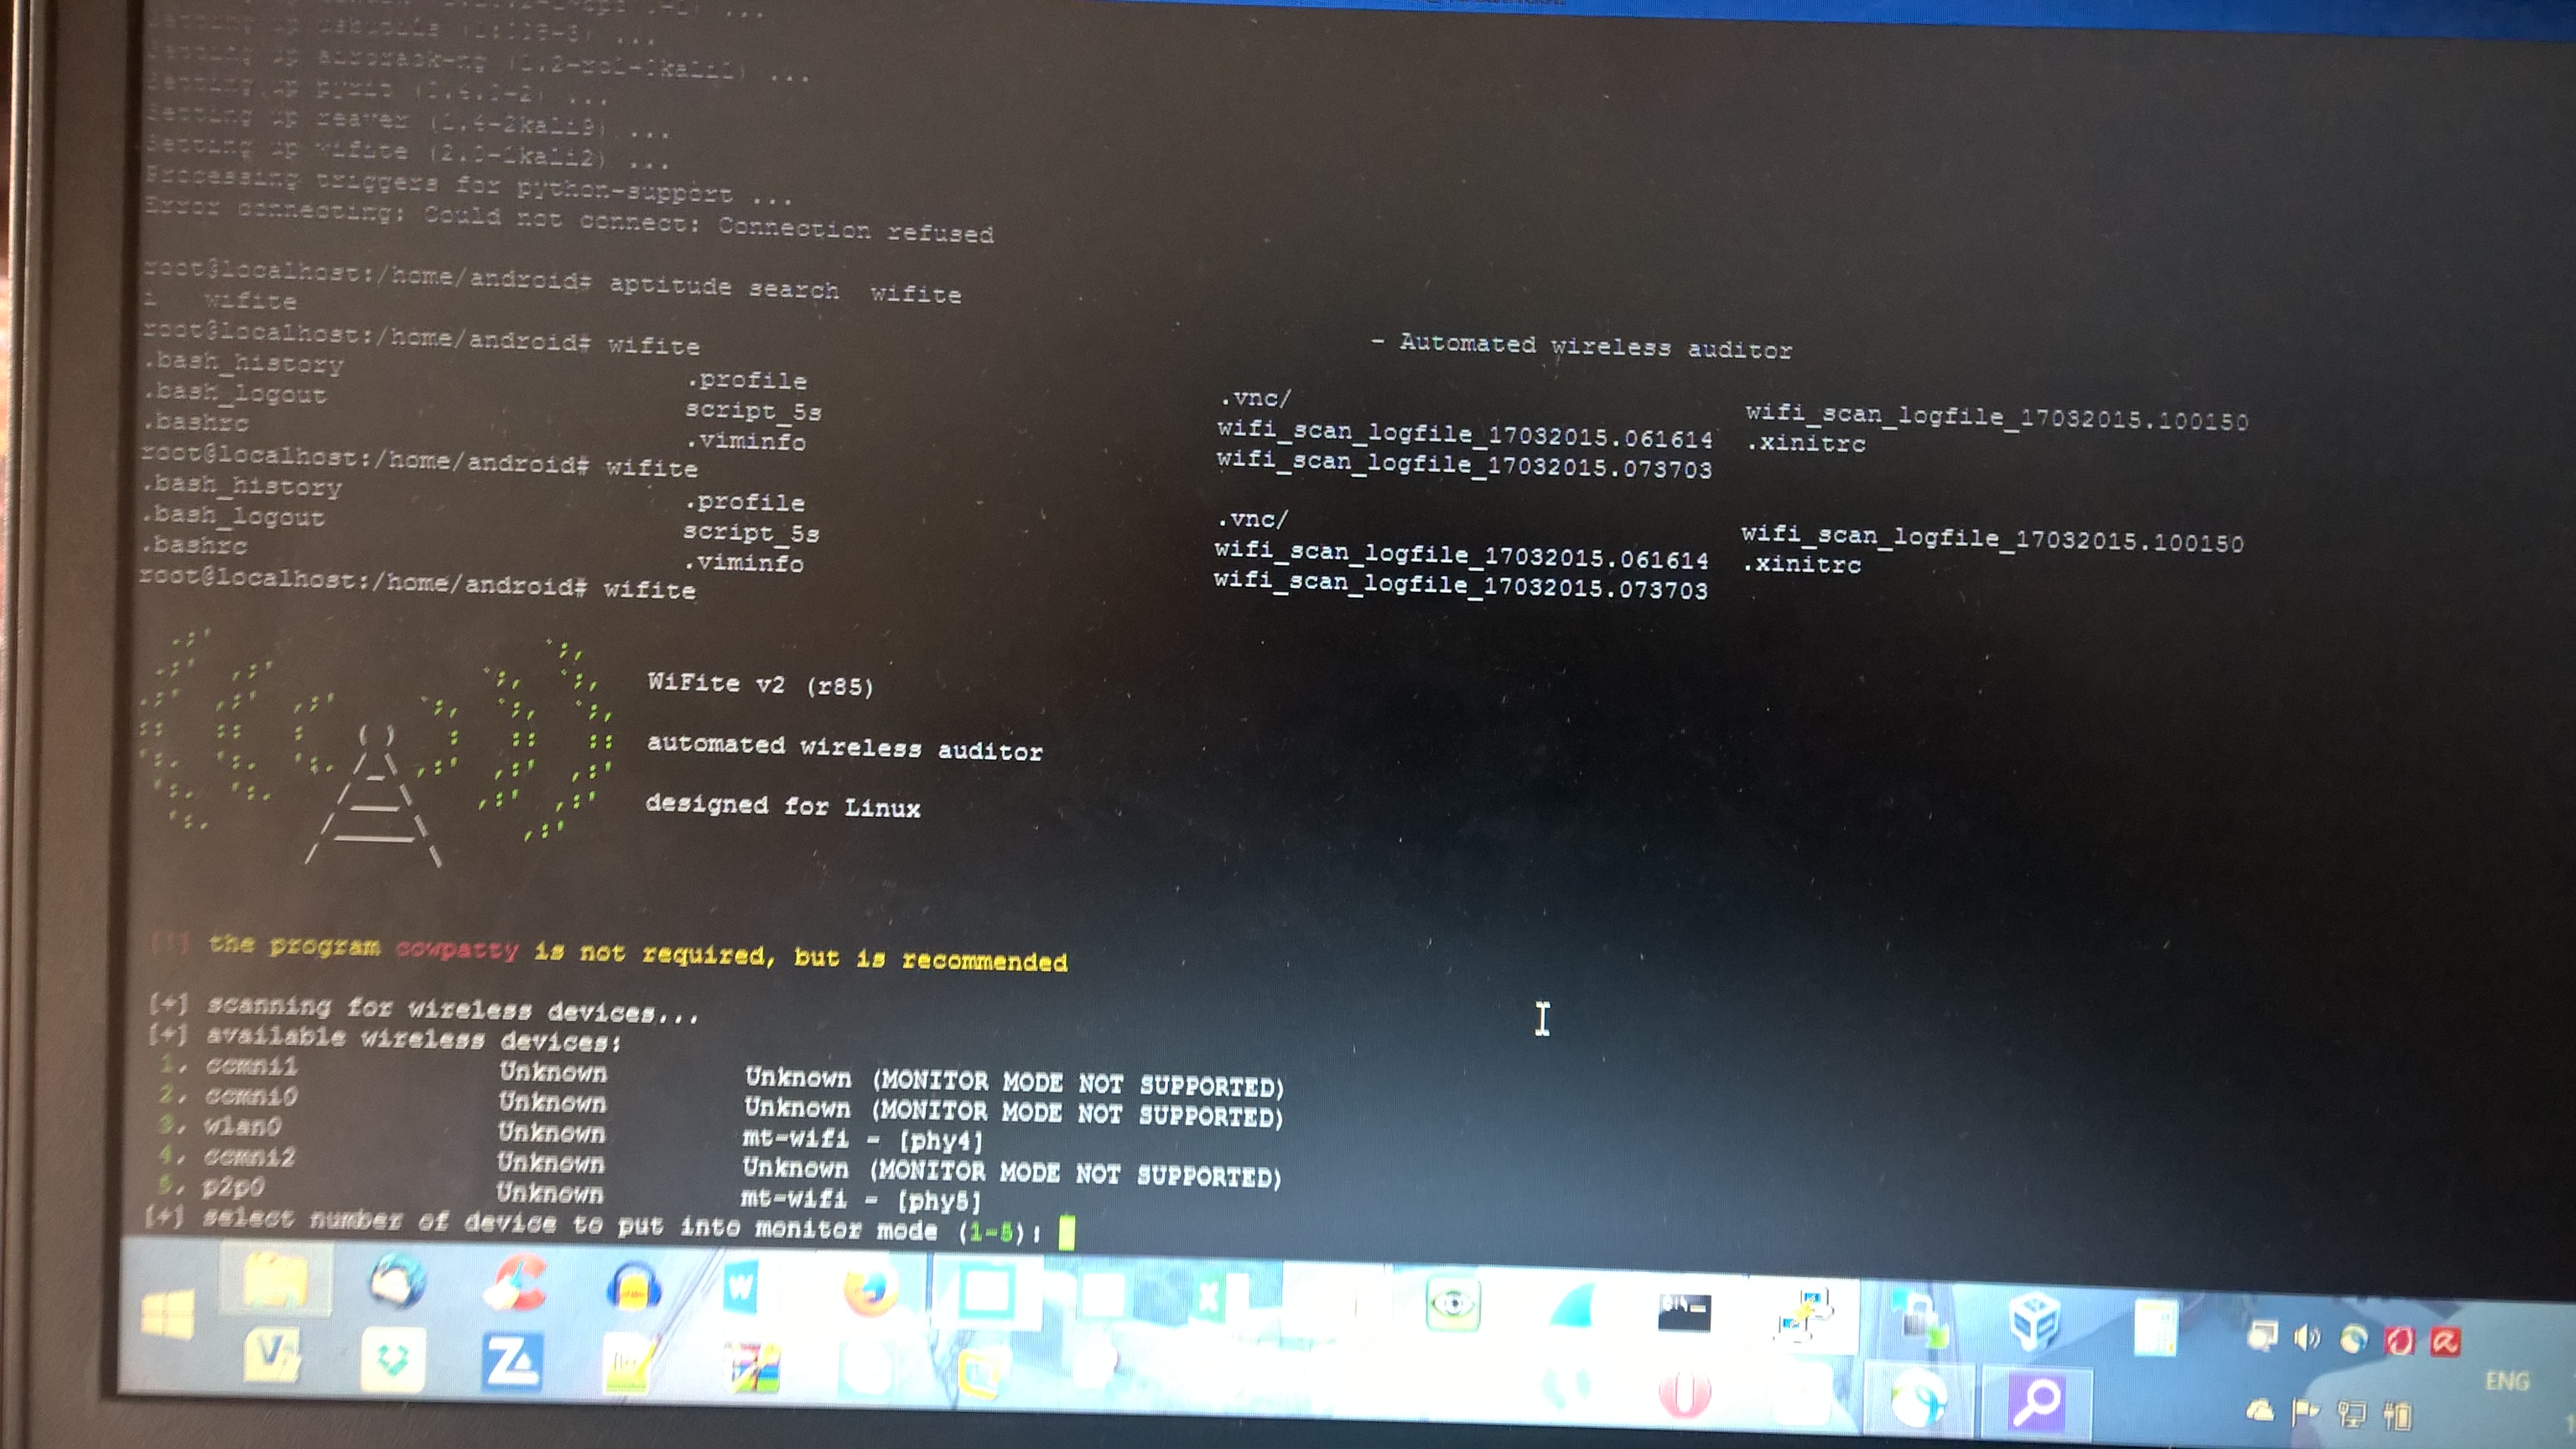 Setting up usbutils (1:113-3) ...
Setting up aircrack-ng (1.2-rc1-1kali1) ...
Setting up pyrit (0.4.0-2) ...
Setting up reaver (1.4-2kali9) ...
Setting up wifite (2.0-1kali2) ...
Processing triggers for python-support ...
Error connecting: Could not connect: Connection refused
root@localhost:/home/android# aptitude search  wifite
i   wifite - Automated wireless auditor
root@localhost:/home/android# wifite
.bash_history .profile .vnc/ wifi_scan_logfile_17032015.100150
.bash_logout script_5s wifi_scan_logfile_17032015.061614 .xinitrc
.bashrc .viminfo wifi_scan_logfile_17032015.073703
root@localhost:/home/android# wifite
.bash_history .profile .vnc/ wifi_scan_logfile_17032015.100150
.bash_logout script_5s wifi_scan_logfile_17032015.061614 .xinitrc
.bashrc .viminfo wifi_scan_logfile_17032015.073703
root@localhost:/home/android# wifite
WiFite v2 (r85)
automated wireless auditor
designed for Linux
[!] the program cowpatty is not required, but is recommended
[+] scanning for wireless devices...
[+] available wireless devices:
1. ccmni1 Unknown Unknown (MONITOR MODE NOT SUPPORTED)
2. ccmni0 Unknown Unknown (MONITOR MODE NOT SUPPORTED)
3. wlan0 Unknown mt-wifi - [phy4]
4. ccmni2 Unknown Unknown (MONITOR MODE NOT SUPPORTED)
5. p2p0 Unknown mt-wifi - [phy5]
[+] select number of device to put into monitor mode (1-5):
ENG